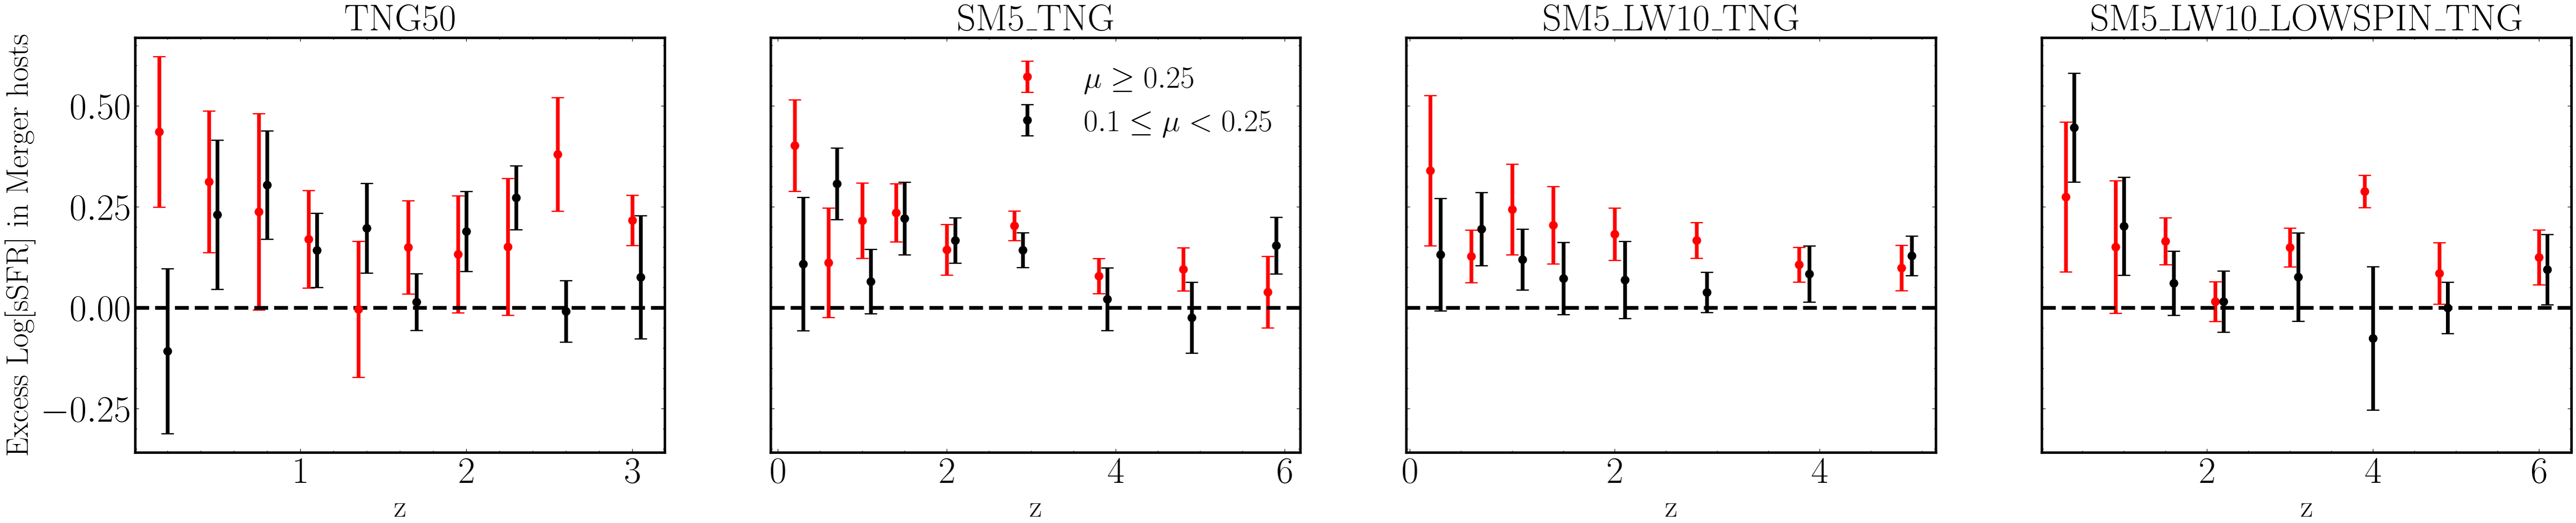 TNG50
SM5_TNG
SM5_LW10_TNG
SM5_LW10_LOWSPIN_TNG
Excess Log[sSFR] in Merger hosts
0.50
0.25
0.00
−0.25
μ ≥ 0.25
0.1 ≤ μ < 0.25
1 2 3
0 2 4 6
0 2 4
2 4 6
z
z
z
z